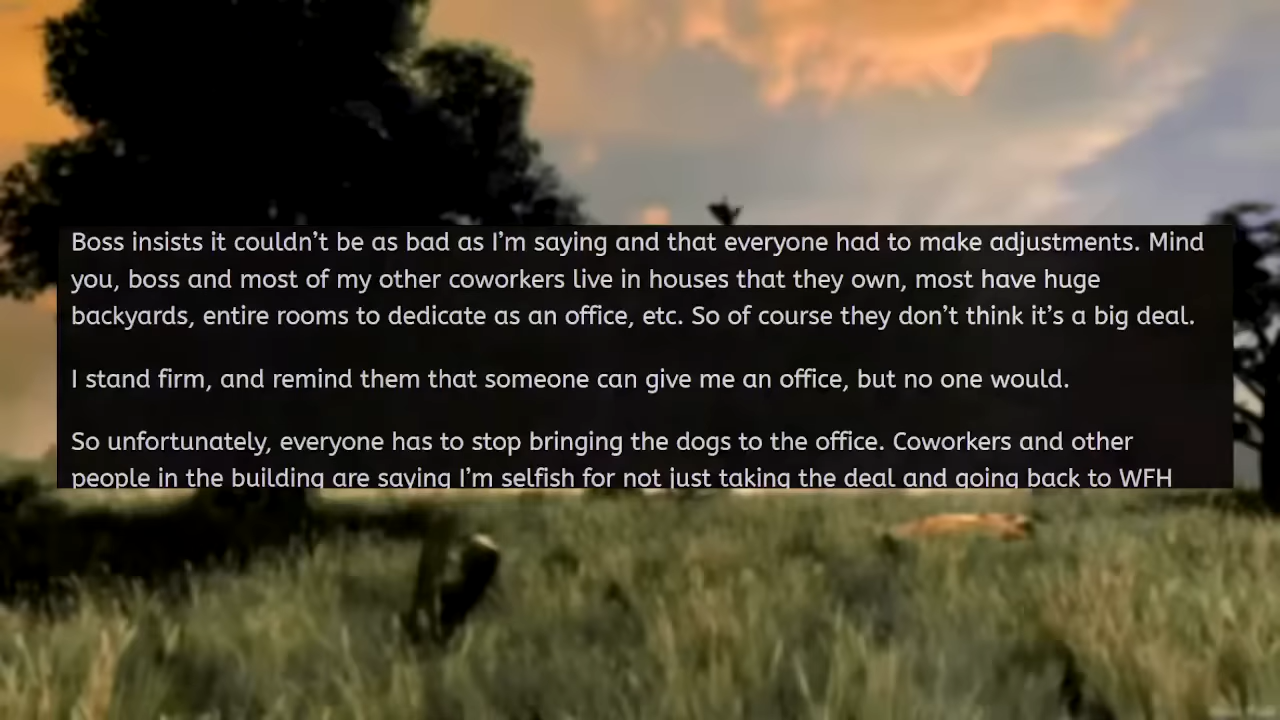 Boss insists it couldn’t be as bad as I’m saying and that everyone had to make adjustments. Mind
you, boss and most of my other coworkers live in houses that they own, most have huge
backyards, entire rooms to dedicate as an office, etc. So of course they don’t think it’s a big deal.
I stand firm, and remind them that someone can give me an office, but no one would.
So unfortunately, everyone has to stop bringing the dogs to the office. Coworkers and other
people in the building are saying I’m selfish for not just taking the deal and going back to WFH